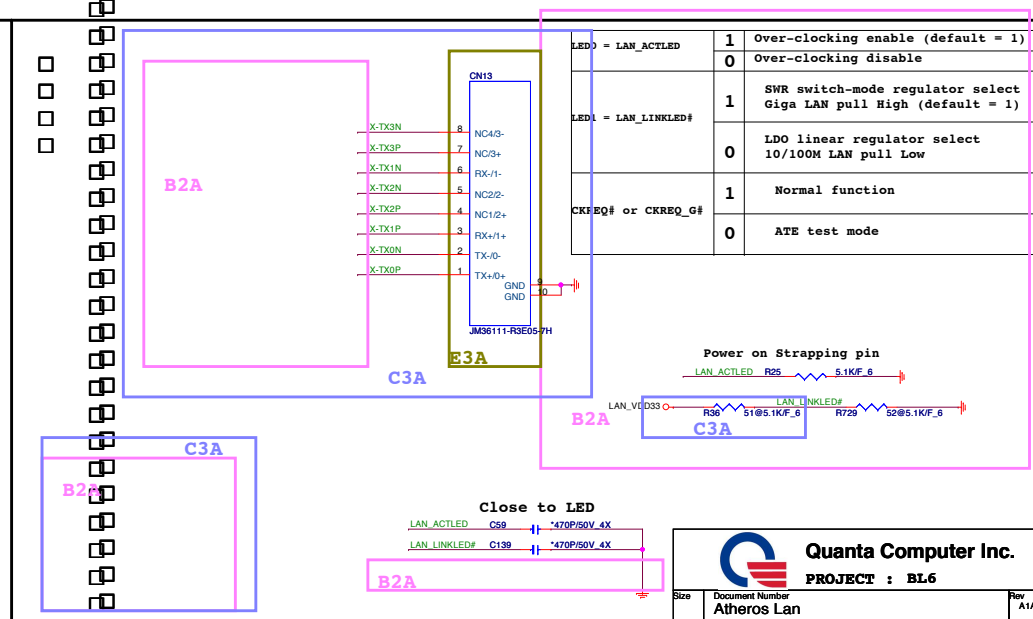 CN13
X-TX3N 8 NC4/3-
X-TX3P 7 NC/3+
X-TX1N 6 RX-/1-
X-TX2N 5 NC2/2-
X-TX2P 4 NC1/2+
X-TX1P 3 RX+/1+
X-TX0N 2 TX-/0-
X-TX0P 1 TX+/0+
GND 9
GND 10
JM36111-R3E05-7H
B2A
E3A
C3A
LED0 = LAN_ACTLED
1 Over-clocking enable (default = 1)
0 Over-clocking disable
LED1 = LAN_LINKLED#
1 SWR switch-mode regulator select
Giga LAN pull High (default = 1)
0 LDO linear regulator select
10/100M LAN pull Low
CKREQ# or CKREQ_G#
1 Normal function
0 ATE test mode
Power on Strapping pin
LAN_ACTLED R25 5.1K/F_6
LAN_VDD33 R36 51@5.1K/F_6 LAN_LINKLED# R729 52@5.1K/F_6
B2A
C3A
C3A
B2A
Close to LED
LAN_ACTLED C59 *470P/50V_4X
LAN_LINKLED# C139 *470P/50V_4X
B2A
Quanta Computer Inc.
PROJECT : BL6
Size Document Number Rev
Atheros Lan